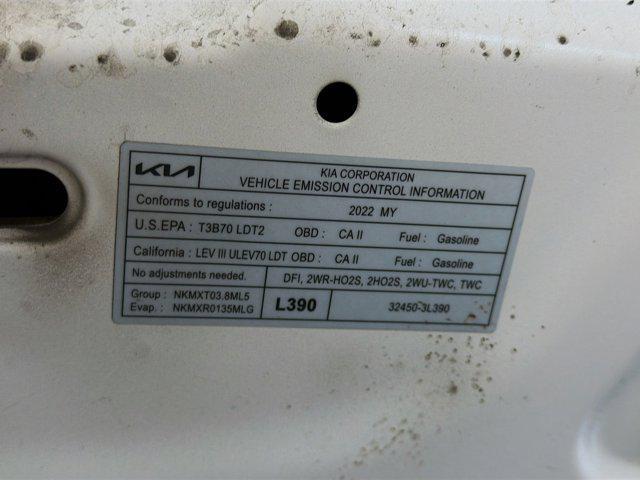 KIA
KIA CORPORATION
VEHICLE EMISSION CONTROL INFORMATION
Conforms to regulations : 2022 MY
U.S.EPA : T3B70 LDT2 OBD : CA II Fuel : Gasoline
California : LEV III ULEV70 LDT OBD : CA II Fuel : Gasoline
No adjustments needed. DFI, 2WR-HO2S, 2HO2S, 2WU-TWC, TWC
Group : NKMXT03.8ML5
Evap. : NKMXR0135MLG
L390
32450-3L390